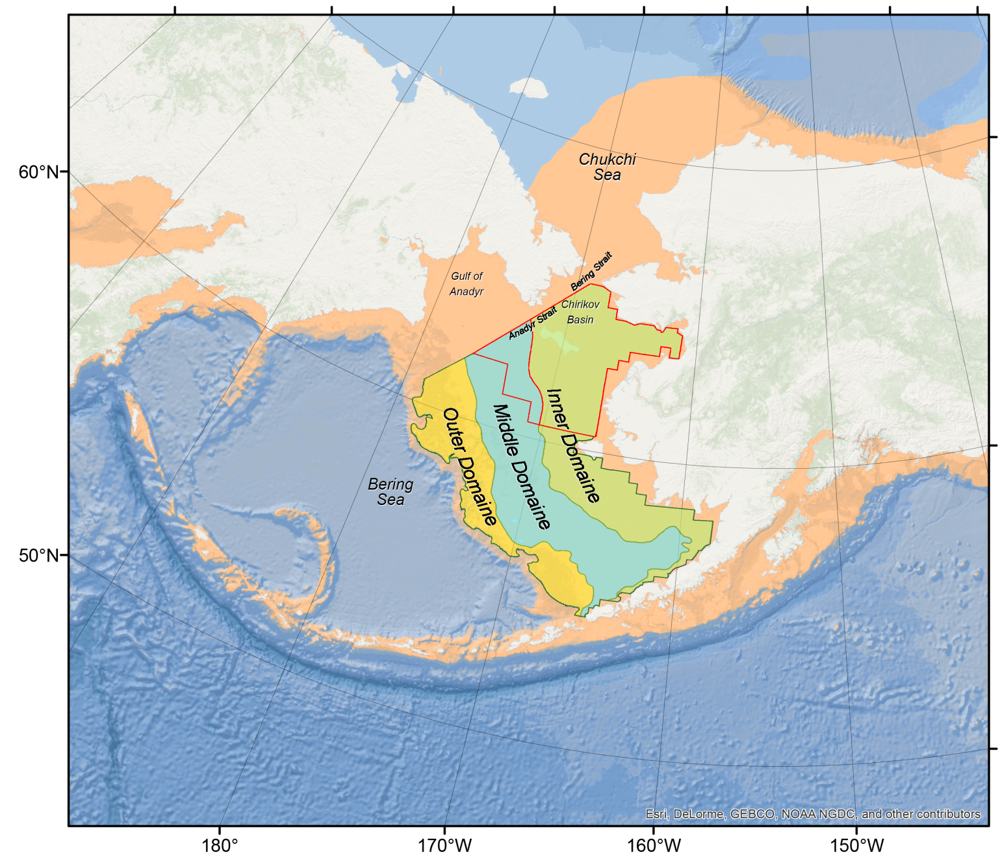 60°N
Chukchi
Sea
Bering Strait
Gulf of
Anadyr
Chirikov
Basin
Anadyr Strait
Outer Domaine
Middle Domaine
Inner Domaine
Bering
Sea
50°N
Esri, DeLorme, GEBCO, NOAA NGDC, and other contributors
180°
170°W
160°W
150°W